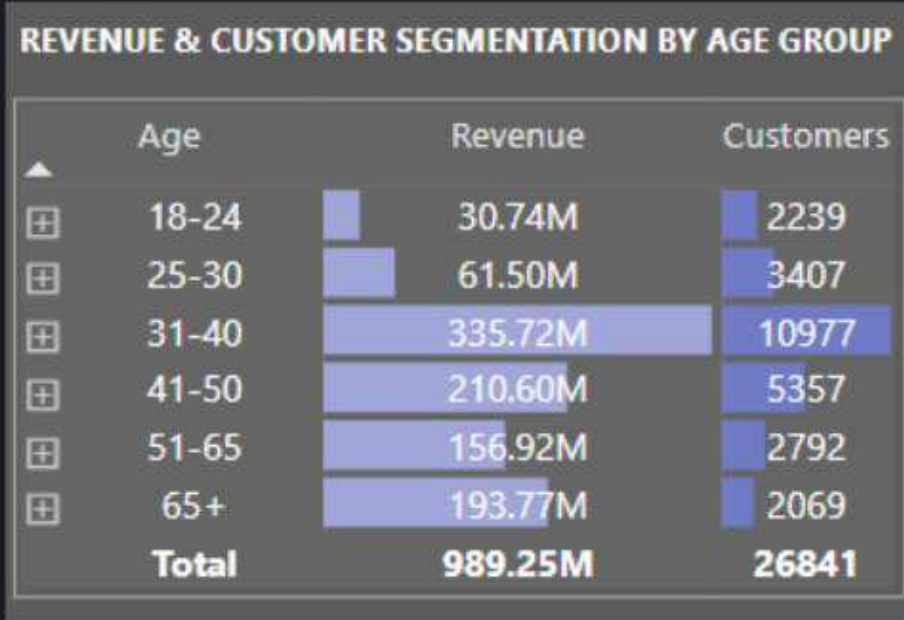 REVENUE & CUSTOMER SEGMENTATION BY AGE GROUP
Age Revenue Customers
18-24 30.74M 2239
25-30 61.50M 3407
31-40 335.72M 10977
41-50 210.60M 5357
51-65 156.92M 2792
65+ 193.77M 2069
Total 989.25M 26841